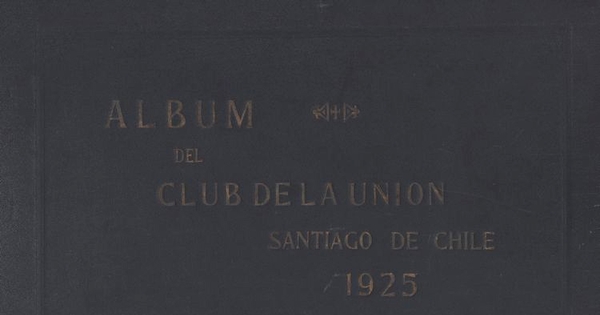 ALBUM
DEL
CLUB DE LA UNION
SANTIAGO DE CHILE
1925